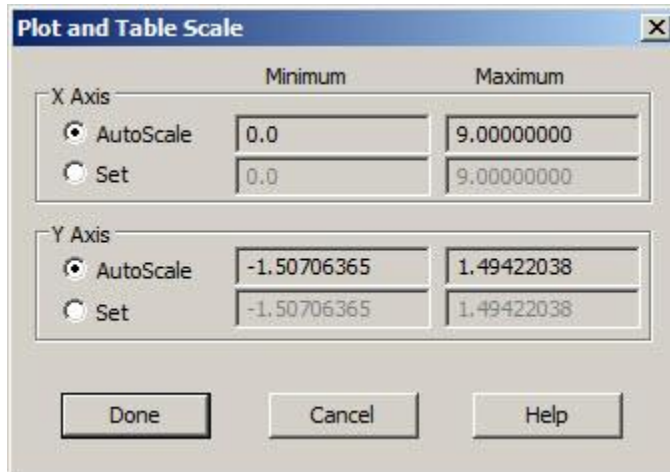 Plot and Table Scale
Minimum Maximum
X Axis
AutoScale 0.0 9.00000000
Set 0.0 9.00000000
Y Axis
AutoScale -1.50706365 1.49422038
Set -1.50706365 1.49422038
Done Cancel Help